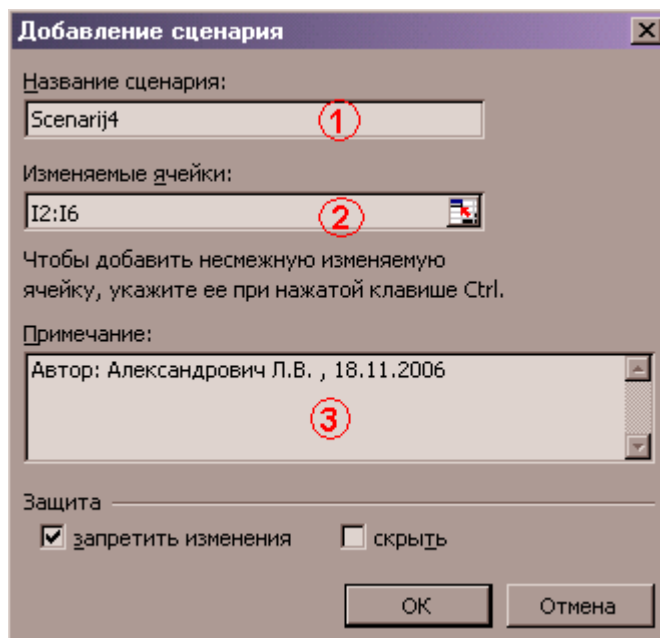 Добавление сценария
Название сценария:
Scenarij4
1
Изменяемые ячейки:
I2:I6
2
Чтобы добавить несмежную изменяемую
ячейку, укажите ее при нажатой клавише Ctrl.
Примечание:
Автор: Александрович Л.В. , 18.11.2006
3
Защита
запретить изменения скрыть
ОК Отмена